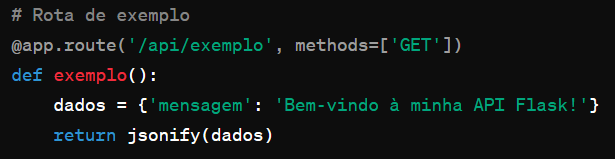 # Rota de exemplo
@app.route('/api/exemplo', methods=['GET'])
def exemplo():
    dados = {'mensagem': 'Bem-vindo à minha API Flask!'}
    return jsonify(dados)